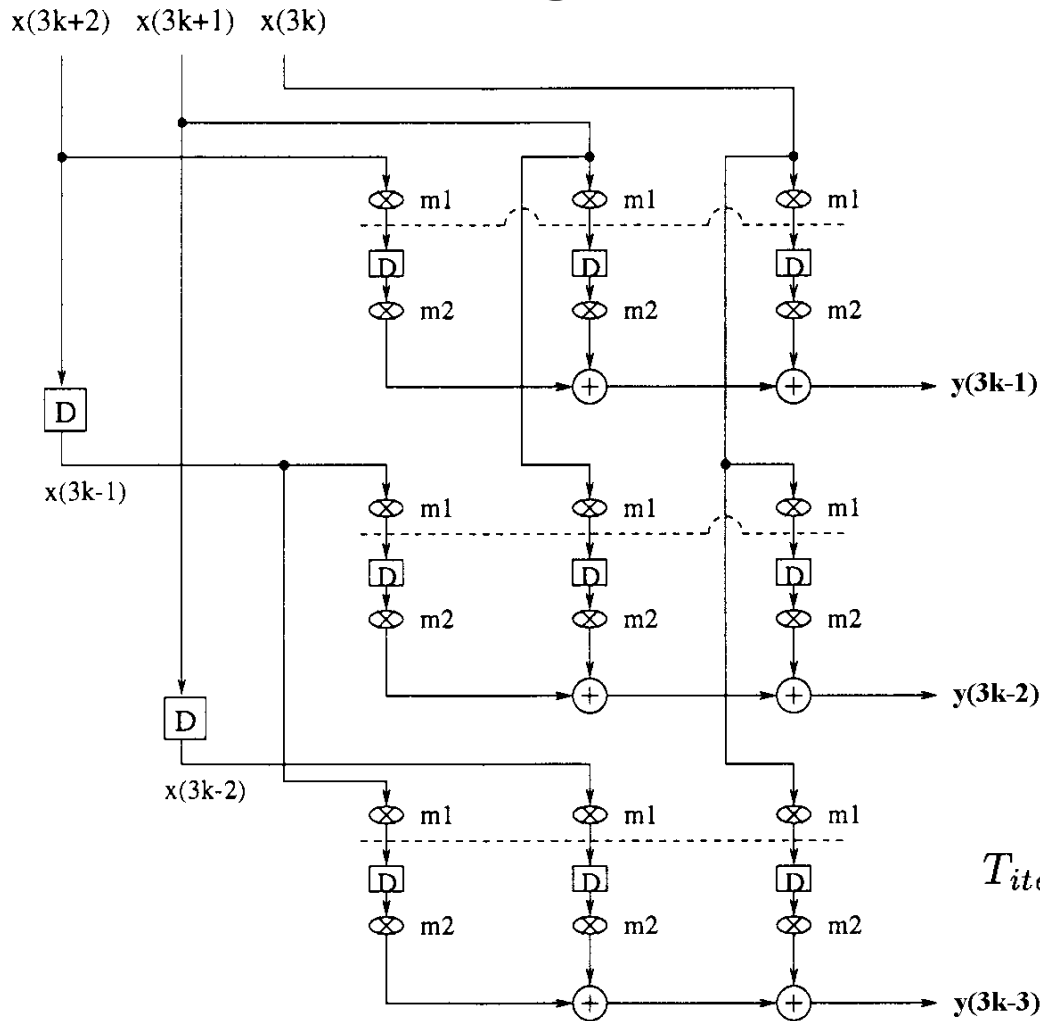 x(3k+2) x(3k+1) x(3k)
m1 m1 m1
D D D
m2 m2 m2
+ + y(3k-1)
D
x(3k-1)
m1 m1 m1
D D D
m2 m2 m2
+ + y(3k-2)
D
x(3k-2)
m1 m1 m1
D D D
m2 m2 m2
+ + y(3k-3)